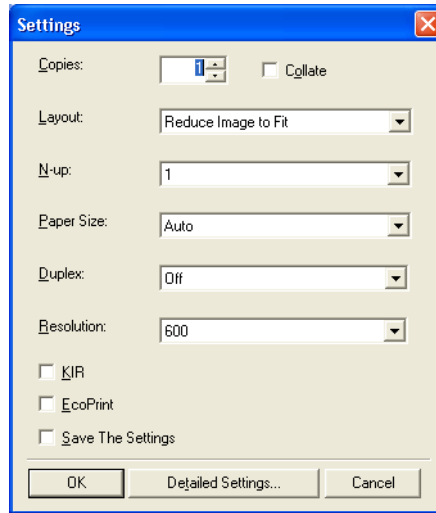 Settings
Copies: 1 Collate
Layout: Reduce Image to Fit
N-up: 1
Paper Size: Auto
Duplex: Off
Resolution: 600
KIR
EcoPrint
Save The Settings
OK Detailed Settings... Cancel